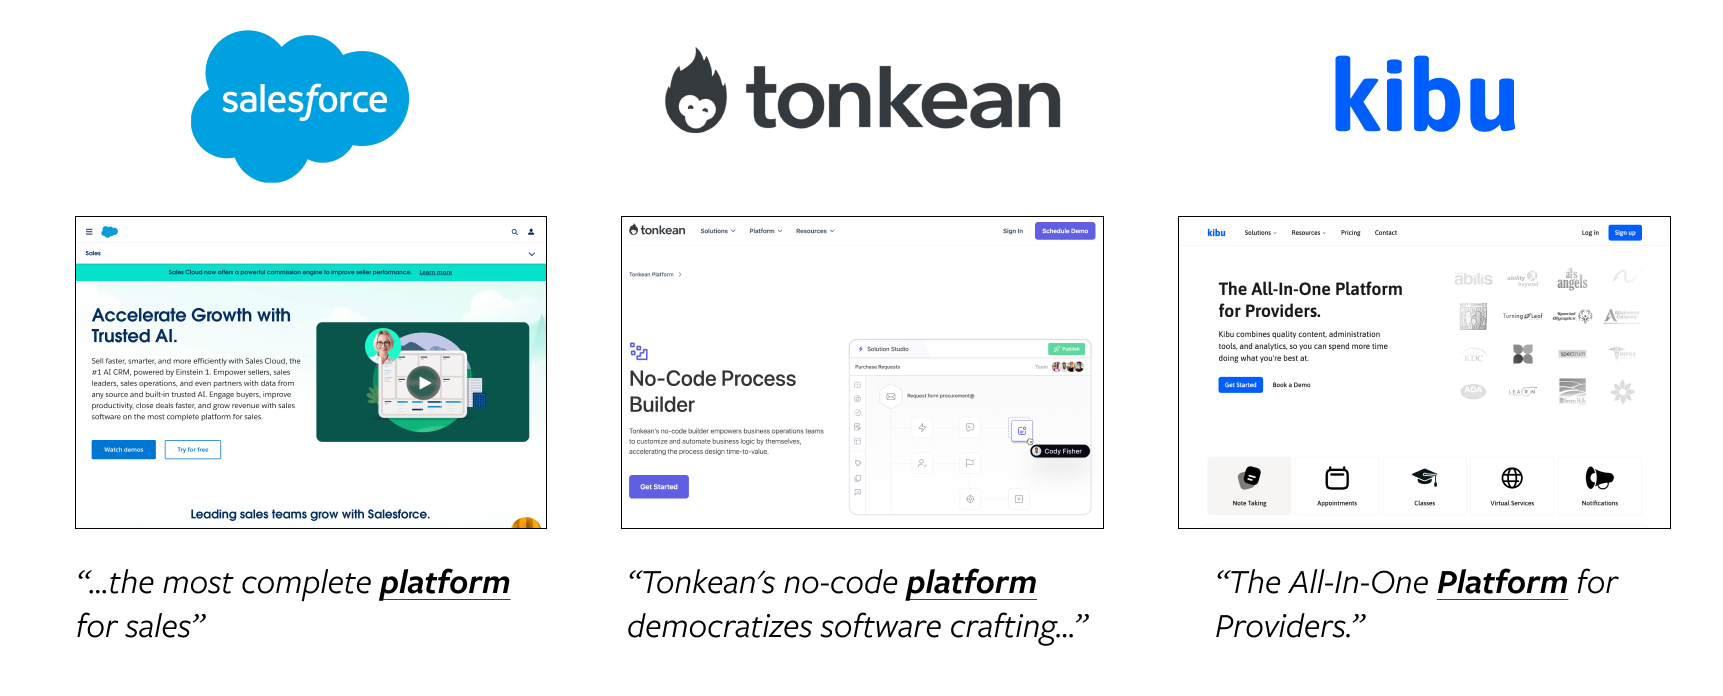 salesforce
tonkean
kibu
Sales
Sales Cloud now offers a powerful commission engine to improve seller performance. Learn more
Accelerate Growth with
Trusted AI.
Sell faster, smarter, and more efficiently with Sales Cloud, the
#1 AI CRM, powered by Einstein 1. Empower sellers, sales
leaders, sales operations, and even partners with data from
any source and built-in trusted AI. Engage buyers, improve
productivity, close deals faster, and grow revenue with sales
software on the most complete platform for sales.
Watch demos
Try for free
Leading sales teams grow with Salesforce.
tonkean
Solutions
Platform
Resources
Sign In
Schedule Demo
Tonkean Platform
No-Code Process
Builder
Tonkean's no-code builder empowers business operations teams
to customize and automate business logic by themselves,
accelerating the process design time-to-value.
Get Started
Solution Studio
Publish
Purchase Requests
Team
Request form procurement@
Cody Fisher
kibu
Solutions
Resources
Pricing
Contact
Log in
Sign up
The All-In-One Platform
for Providers.
Kibu combines quality content, administration
tools, and analytics, so you can spend more time
doing what you're best at.
Get Started
Book a Demo
abilis
ability
beyond
al's
angels
Turning Leaf
Special
Olympics
KDC
spectrum
ADA
LEARN
Note Taking
Appointments
Classes
Virtual Services
Notifications
“...the most complete platform
for sales”
“Tonkean's no-code platform
democratizes software crafting...”
“The All-In-One Platform for
Providers.”